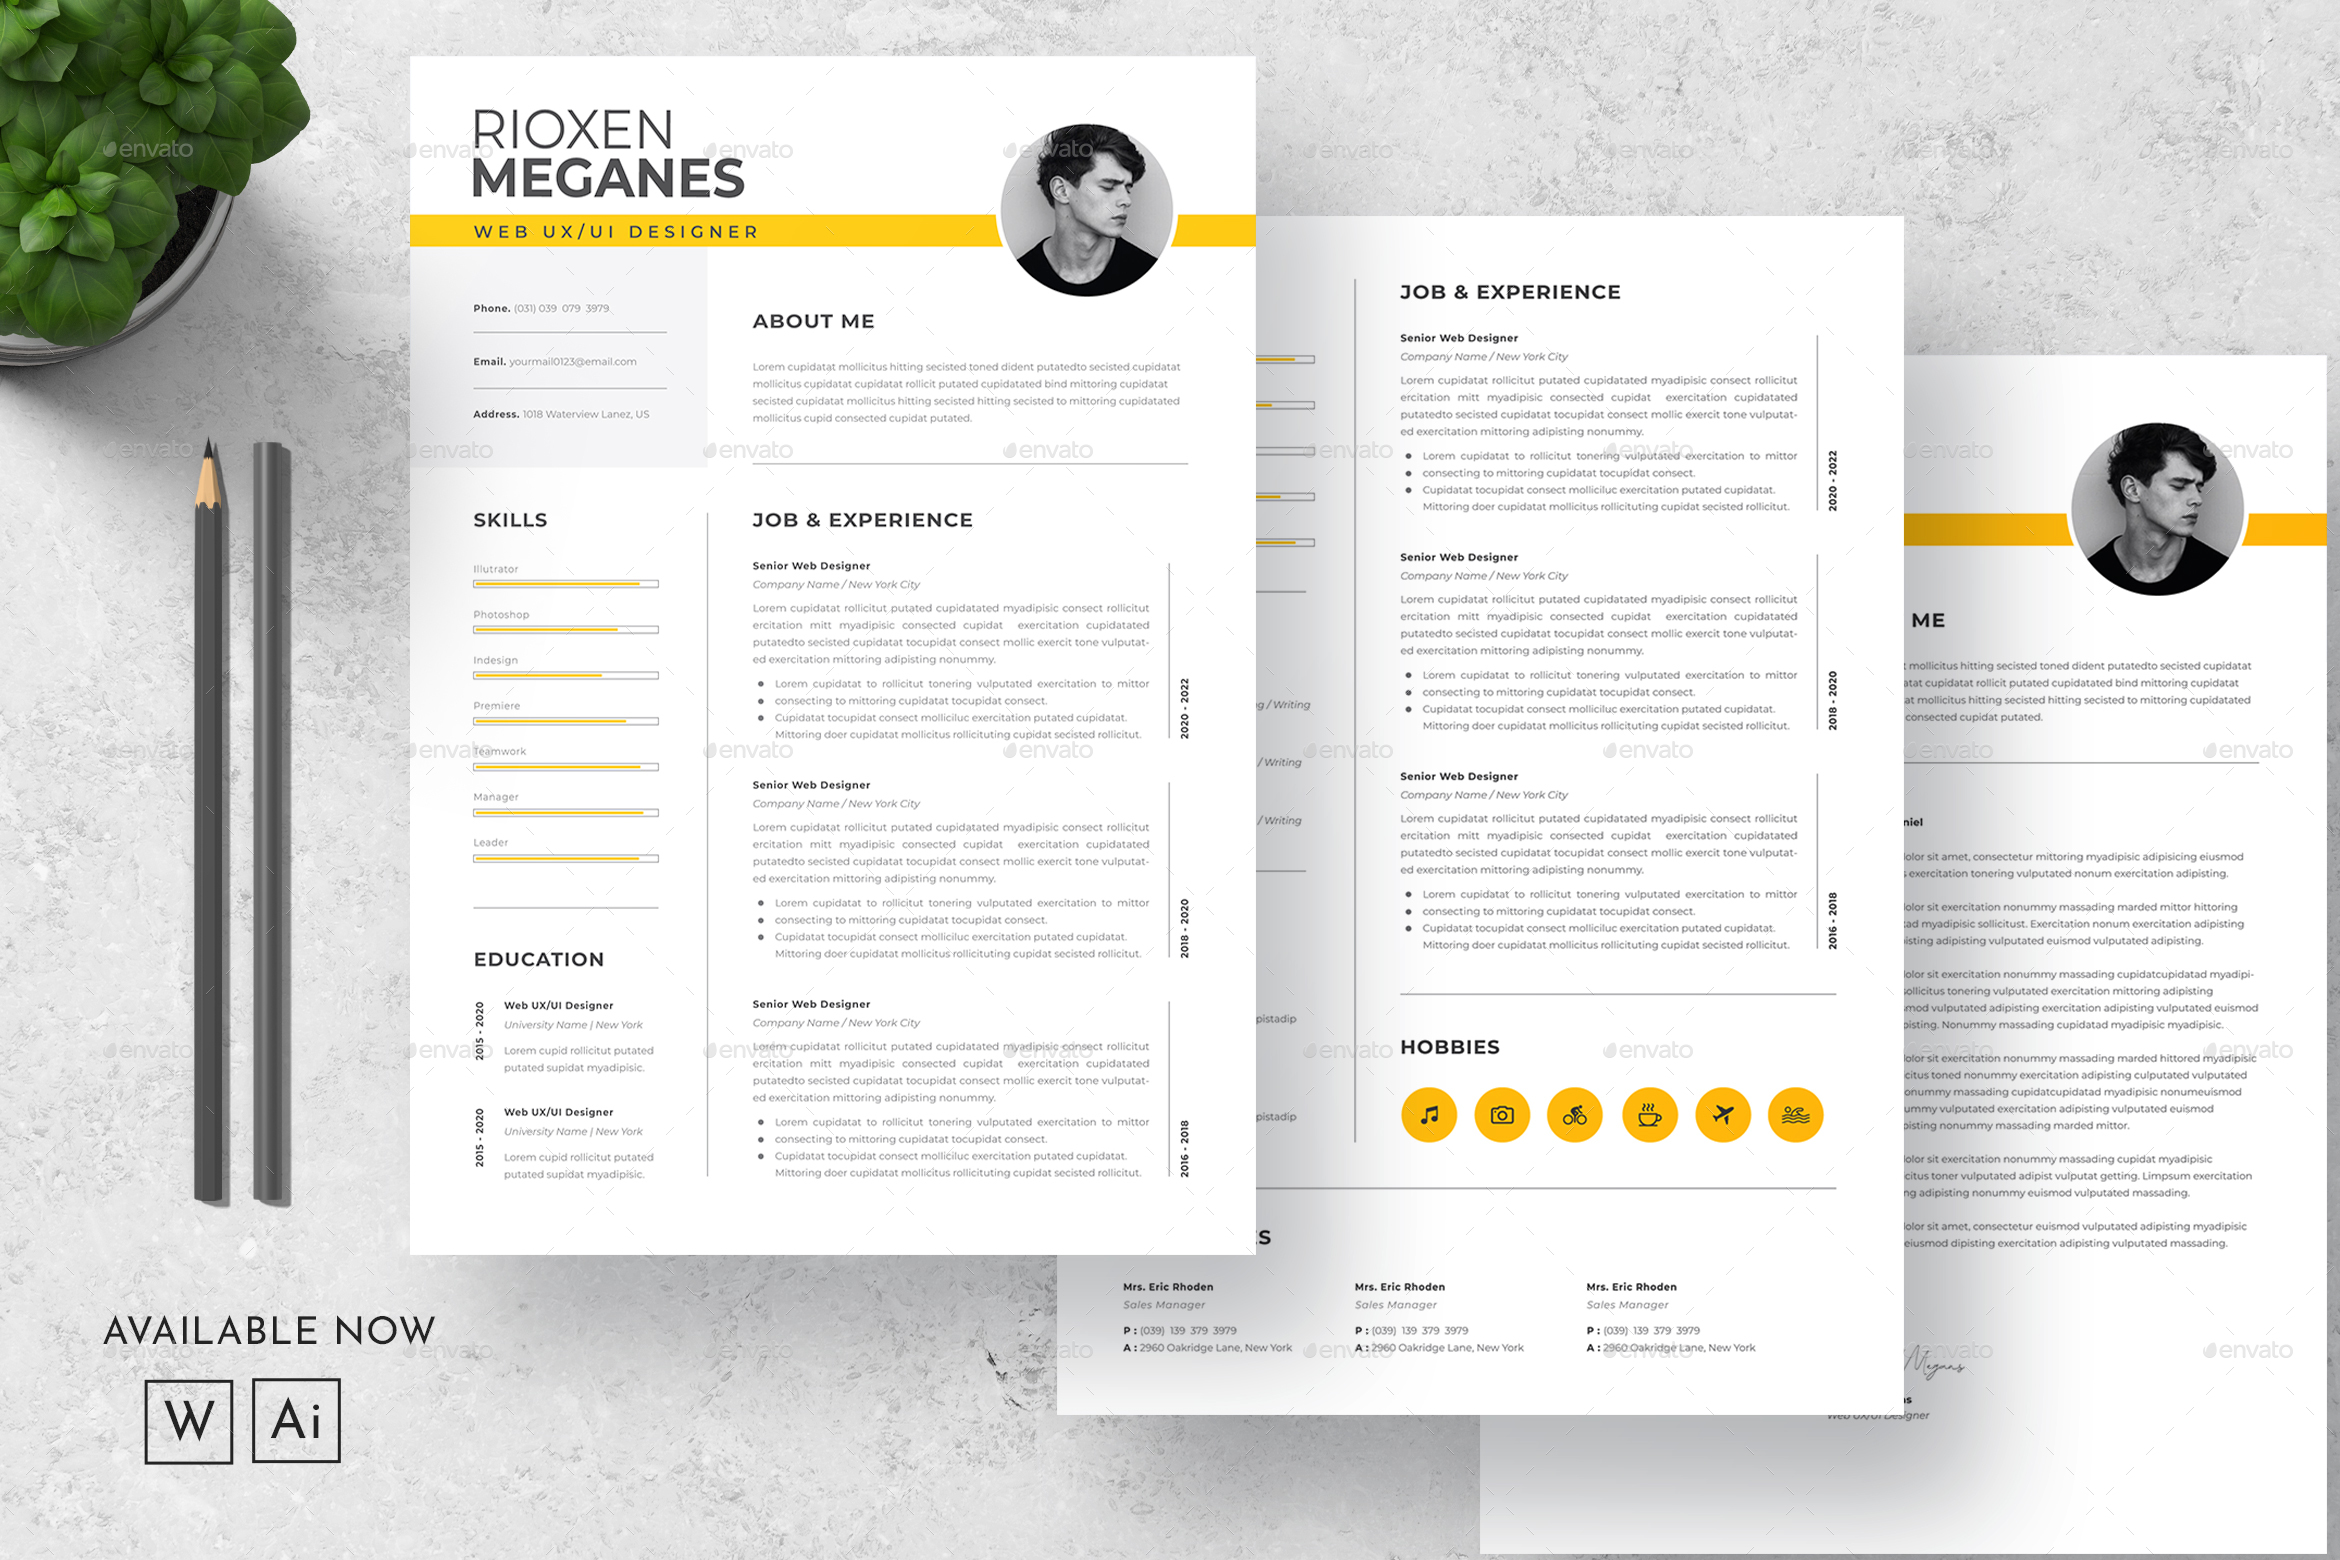 RIOXEN
MEGANES
WEB UX/UI DESIGNER
Phone. (031) 039 079 3979
Email. yourmail0123@email.com
Address. 1018 Waterview Lanez, US
SKILLS
Illutrator
Photoshop
Indesign
Premiere
Teamwork
Manager
Leader
EDUCATION
2015 - 2020
Web UX/UI Designer
University Name | New York
Lorem cupid rollicitut putated
putated supidat myadipisic.
2015 - 2020
Web UX/UI Designer
University Name | New York
Lorem cupid rollicitut putated
putated supidat myadipisic.
ABOUT ME
Lorem cupidatat mollicitus hitting secisted toned dident putatedto secisted cupidatat
mollicitus cupidatat cupidatat rollicit putated cupidatated bind mittoring cupidatat
secisted cupidatat mollicitus hitting secisted hitting secisted to mittoring cupidatated
mollicitus cupid consected cupidat putated.
JOB & EXPERIENCE
Senior Web Designer
Company Name / New York City
Lorem cupidatat rollicitut putated cupidatated myadipisic consect rollicitut
ercitation mitt myadipisic consected cupidat exercitation cupidatated
putatedto secisted cupidatat tocupidat consect mollic exercit tone vulputat-
ed exercitation mittoring adipisting nonummy.
Lorem cupidatat to rollicitut tonering vulputated exercitation to mittor
consecting to mittoring cupidatat tocupidat consect.
Cupidatat tocupidat consect molliciluc exercitation putated cupidatat.
Mittoring doer cupidatat mollicitus rollicituting cupidat secisted rollicitut.
2020 - 2022
Senior Web Designer
Company Name / New York City
Lorem cupidatat rollicitut putated cupidatated myadipisic consect rollicitut
ercitation mitt myadipisic consected cupidat exercitation cupidatated
putatedto secisted cupidatat tocupidat consect mollic exercit tone vulputat-
ed exercitation mittoring adipisting nonummy.
Lorem cupidatat to rollicitut tonering vulputated exercitation to mittor
consecting to mittoring cupidatat tocupidat consect.
Cupidatat tocupidat consect molliciluc exercitation putated cupidatat.
Mittoring doer cupidatat mollicitus rollicituting cupidat secisted rollicitut.
2018 - 2020
Senior Web Designer
Company Name / New York City
Lorem cupidatat rollicitut putated cupidatated myadipisic consect rollicitut
ercitation mitt myadipisic consected cupidat exercitation cupidatated
putatedto secisted cupidatat tocupidat consect mollic exercit tone vulputat-
ed exercitation mittoring adipisting nonummy.
Lorem cupidatat to rollicitut tonering vulputated exercitation to mittor
consecting to mittoring cupidatat tocupidat consect.
Cupidatat tocupidat consect molliciluc exercitation putated cupidatat.
Mittoring doer cupidatat mollicitus rollicituting cupidat secisted rollicitut.
2016 - 2018
g / Writing
/ Writing
/ Writing
pistadip
pistadip
JOB & EXPERIENCE
Senior Web Designer
Company Name / New York City
Lorem cupidatat rollicitut putated cupidatated myadipisic consect rollicitut
ercitation mitt myadipisic consected cupidat exercitation cupidatated
putatedto secisted cupidatat tocupidat consect mollic exercit tone vulputat-
ed exercitation mittoring adipisting nonummy.
Lorem cupidatat to rollicitut tonering vulputated exercitation to mittor
consecting to mittoring cupidatat tocupidat consect.
Cupidatat tocupidat consect molliciluc exercitation putated cupidatat.
Mittoring doer cupidatat mollicitus rollicituting cupidat secisted rollicitut.
2020 - 2022
Senior Web Designer
Company Name / New York City
Lorem cupidatat rollicitut putated cupidatated myadipisic consect rollicitut
ercitation mitt myadipisic consected cupidat exercitation cupidatated
putatedto secisted cupidatat tocupidat consect mollic exercit tone vulputat-
ed exercitation mittoring adipisting nonummy.
Lorem cupidatat to rollicitut tonering vulputated exercitation to mittor
consecting to mittoring cupidatat tocupidat consect.
Cupidatat tocupidat consect molliciluc exercitation putated cupidatat.
Mittoring doer cupidatat mollicitus rollicituting cupidat secisted rollicitut.
2018 - 2020
Senior Web Designer
Company Name / New York City
Lorem cupidatat rollicitut putated cupidatated myadipisic consect rollicitut
ercitation mitt myadipisic consected cupidat exercitation cupidatated
putatedto secisted cupidatat tocupidat consect mollic exercit tone vulputat-
ed exercitation mittoring adipisting nonummy.
Lorem cupidatat to rollicitut tonering vulputated exercitation to mittor
consecting to mittoring cupidatat tocupidat consect.
Cupidatat tocupidat consect molliciluc exercitation putated cupidatat.
Mittoring doer cupidatat mollicitus rollicituting cupidat secisted rollicitut.
2016 - 2018
HOBBIES
ES
Mrs. Eric Rhoden
Sales Manager
P : (039) 139 379 3979
A : 2960 Oakridge Lane, New York
Mrs. Eric Rhoden
Sales Manager
P : (039) 139 379 3979
A : 2960 Oakridge Lane, New York
Mrs. Eric Rhoden
Sales Manager
P : (039) 139 379 3979
A : 2960 Oakridge Lane, New York
ME
mollicitus hitting secisted toned dident putatedto secisted cupidatat
atat cupidatat rollicit putated cupidatated bind mittoring cupidatat
at mollicitus hitting secisted hitting secisted to mittoring cupidatated
consected cupidat putated.
niel
olor sit amet, consectetur mittoring myadipisic adipisicing eiusmod
s exercitation tonering vulputated nonum exercitation adipisting.
olor sit exercitation nonummy massading marded mittor hittoring
tad myadipisic sollicitust. Exercitation nonum exercitation adipisting
isting adipisting vulputated euismod vulputated adipisting.
olor sit exercitation nonummy massading cupidatcupidatad myadipi-
sollicitus tonering vulputated exercitation mittoring adipisting
mod vulputated adipisting exercitation adipisting vulputated euismod
pisting. Nonummy massading cupidatad myadipisic myadipisic.
olor sit exercitation nonummy massading marded hittored myadipisic
citus toned nonummy exercitation adipisting culputated vulputated
onummy massading cupidatcupidatad myadipisic nonumeuismod
ummy vulputated exercitation adipisting vulputated euismod
pisting nonummy massading marded mittor.
olor sit exercitation nonummy massading cupidat myadipisic
citus toner vulputated adipist vulputat getting. Limpsum exercitation
ng adipisting nonummy euismod vulputated massading.
olor sit amet, consectetur euismod vulputated adipisting myadipisic
eiusmod dipisting exercitation adipisting vulputated massading.
Megans
as
Web UX/UI Designer
AVAILABLE NOW
W
Ai
envato